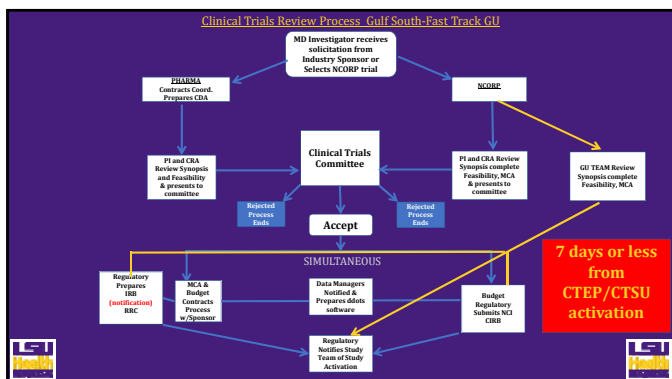 Clinical Trials Review Process Gulf South-Fast Track GU
MD Investigator receives
solicitation from
Industry Sponsor or
Selects NCORP trial
PHARMA
Contracts Coord.
Prepares CDA
NCORP
Clinical Trials
Committee
PI and CRA
Review Synopsis
and Feasibility
& presents to
committee
PI and CRA Review
Synopsis complete
Feasibility, MCA
& presents to
committee
GU TEAM Review
Synopsis complete
Feasibility, MCA
Rejected
Process
Ends
Rejected
Process
Ends
Accept
SIMULTANEOUS
7 days or less
from
CTEP/CTSU
activation
Regulatory
Prepares
IRB
(notification)
RRC
MCA &
Budget
Contracts
Process
w/Sponsor
Data Managers
Notified &
Prepares ddots
software
Budget
Regulatory
Submits NCI
CIRB
Regulatory
Notifies Study
Team of Study
Activation
LSU
Health
LSU
Health